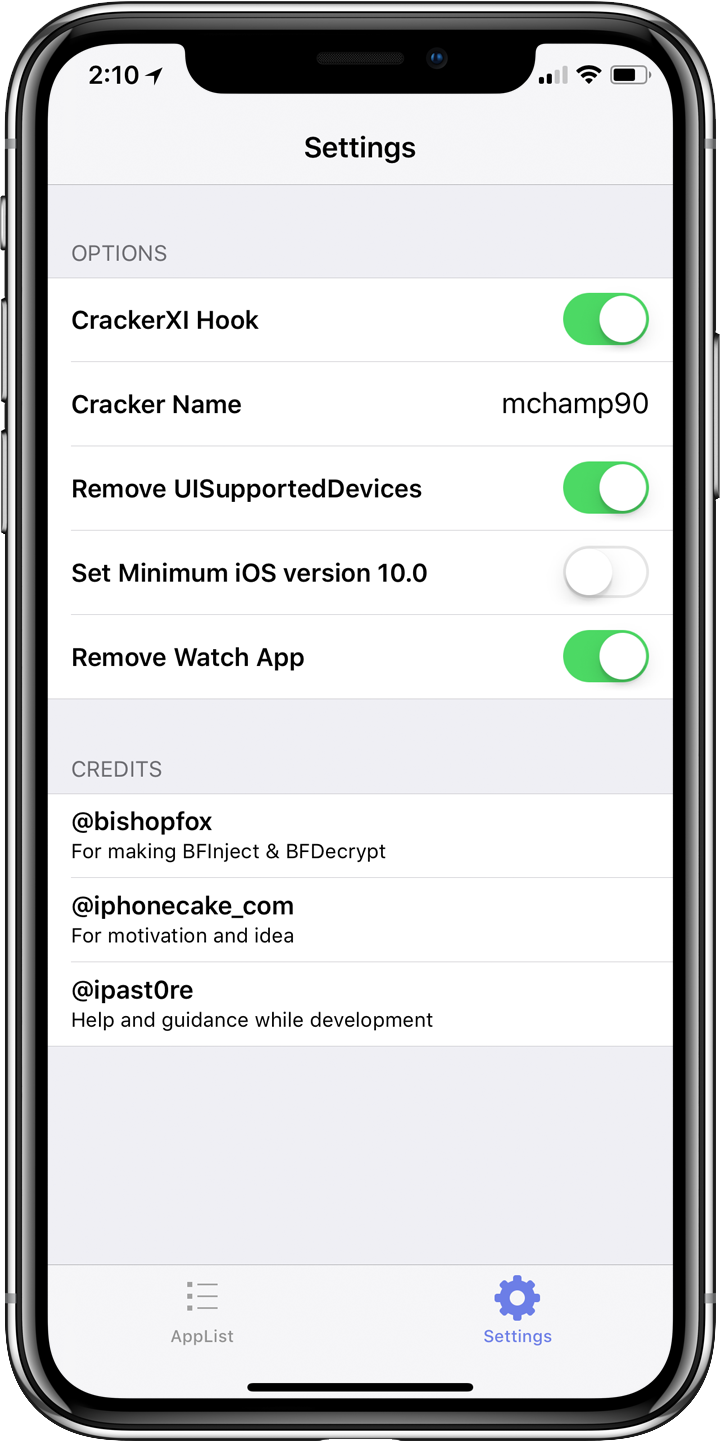 2:10
Settings
OPTIONS
CrackerXI Hook
Cracker Name
mchamp90
Remove UISupportedDevices
Set Minimum iOS version 10.0
Remove Watch App
CREDITS
@bishopfox
For making BFInject & BFDecrypt
@iphonecake_com
For motivation and idea
@ipast0re
Help and guidance while development
AppList
Settings